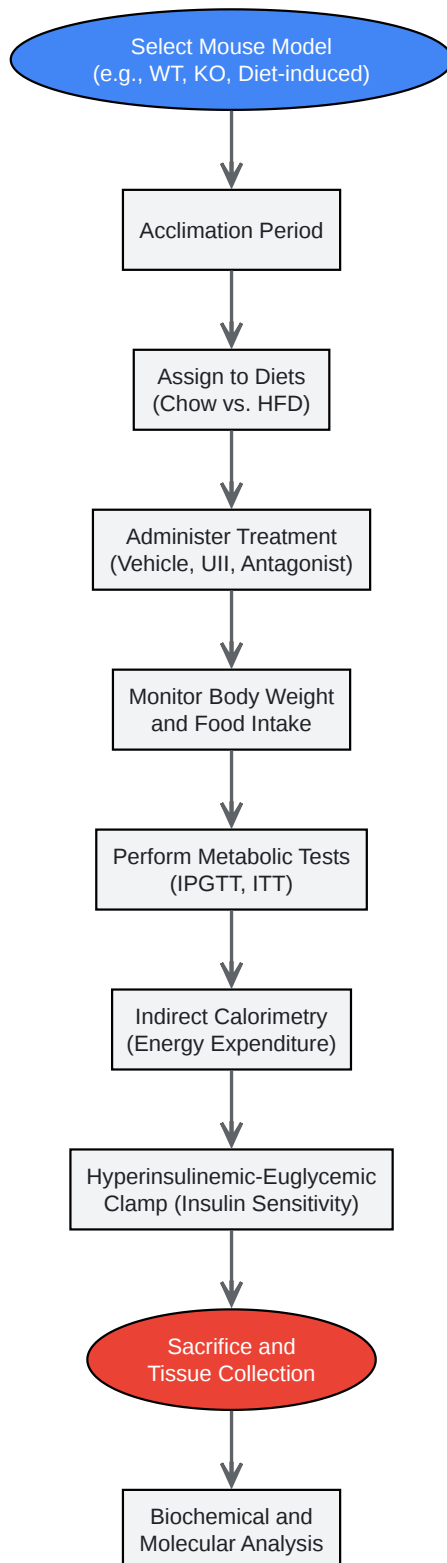 Select Mouse Model
(e.g., WT, KO, Diet-induced)
Acclimation Period
Assign to Diets
(Chow vs. HFD)
Administer Treatment
(Vehicle, UII, Antagonist)
Monitor Body Weight
and Food Intake
Perform Metabolic Tests
(IPGTT, ITT)
Indirect Calorimetry
(Energy Expenditure)
Hyperinsulinemic-Euglycemic
Clamp (Insulin Sensitivity)
Sacrifice and
Tissue Collection
Biochemical and
Molecular Analysis